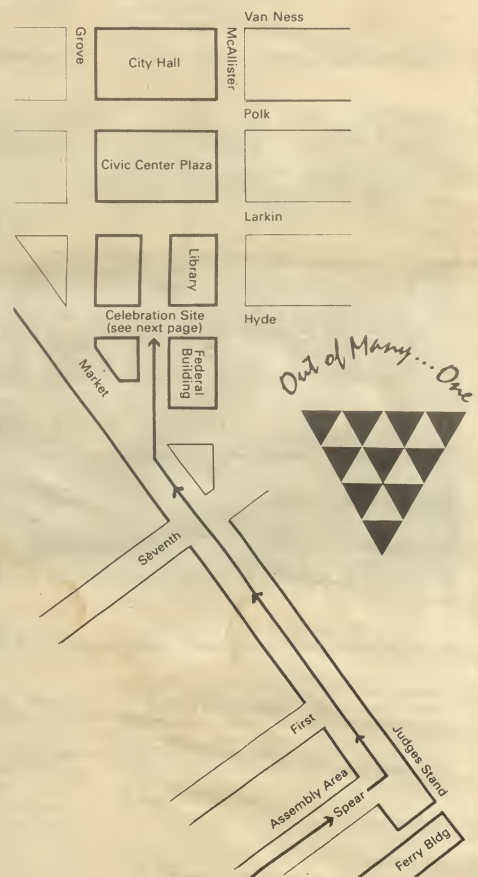 Van Ness
Grove
City Hall
McAllister
Polk
Civic Center Plaza
Larkin
Library
Celebration Site
(see next page)
Hyde
Market
Federal
Building
Out of Many...One
Seventh
First
Assembly Area
Spear
Judges Stand
Ferry Bldg